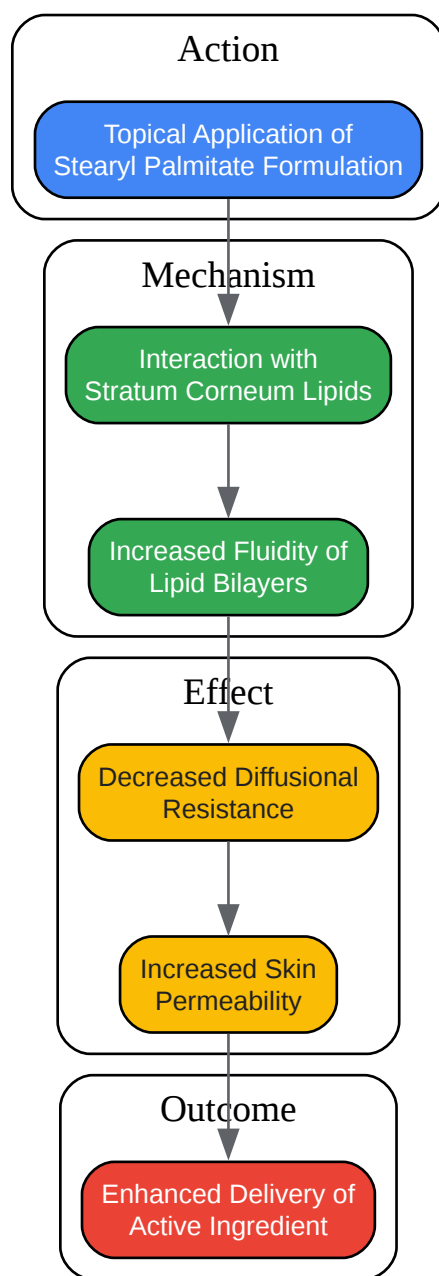 Action
Topical Application of
Stearyl Palmitate Formulation
Mechanism
Interaction with
Stratum Corneum Lipids
Increased Fluidity of
Lipid Bilayers
Effect
Decreased Diffusional
Resistance
Increased Skin
Permeability
Outcome
Enhanced Delivery of
Active Ingredient